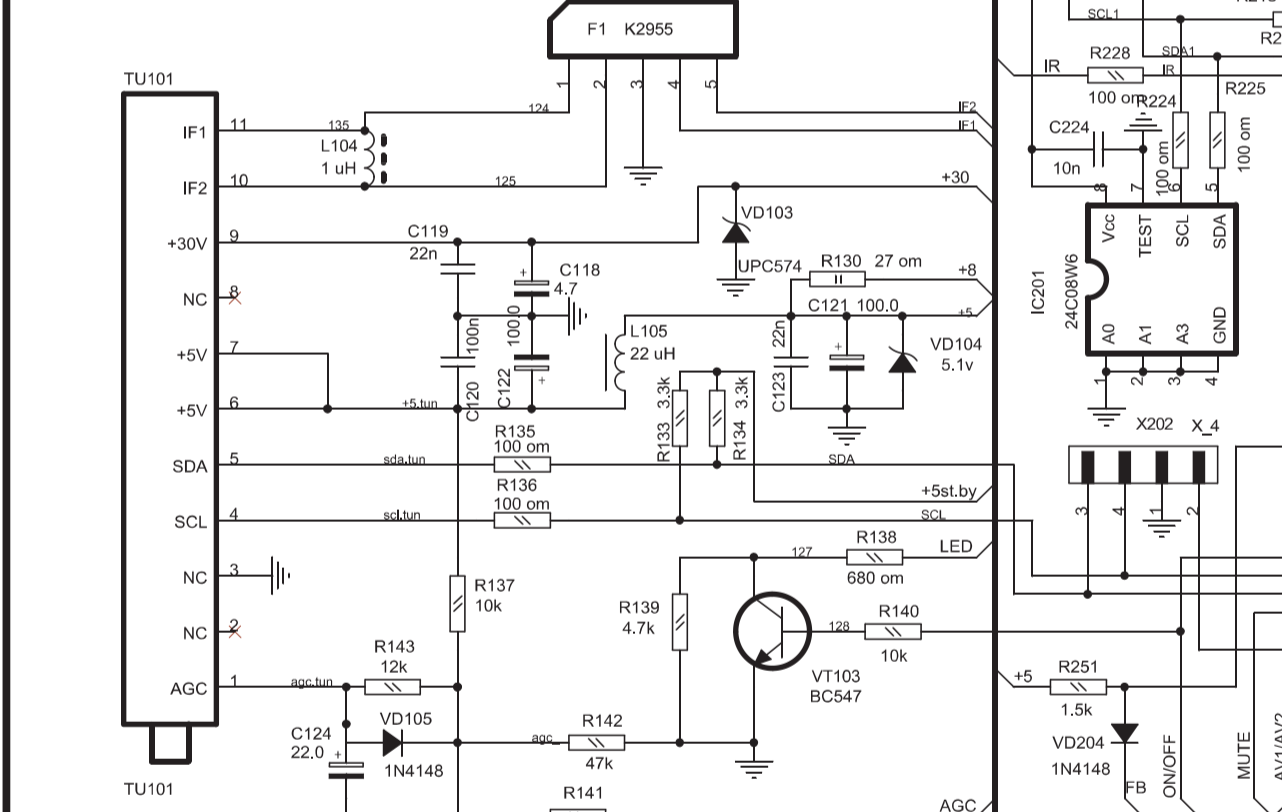 F1 K2955
1
2
3
4
5
TU101
IF1 11
IF2 10
+30V 9
NC 8
+5V 7
+5V 6
SDA 5
SCL 4
NC 3
NC 2
AGC 1
TU101
124
135
L104
1 uH
125
IF2
IF1
+30
C119
22n
C118
4.7
+
VD103
UPC574
R130 27 om
+8
C121 100.0
+5
100n
C120
100.0
C122
+
L105
22 uH
22n
C123
+
VD104
5.1v
+5.tun
R133 3.3k
R134 3.3k
R135
100 om
sda.tun
SDA
R136
100 om
scl.tun
+5st.by
SCL
R137
10k
127
R138
680 om
LED
R139
4.7k
128
R140
10k
VT103
BC547
R143
12k
agc.tun
C124
22.0
+
VD105
1N4148
agc_
R142
47k
R141
AGC
SCL1
IR
R228
100 om
SDA1
IR
R224
100 om
R225
100 om
C224
10n
8
7
6
5
Vcc
TEST
SCL
SDA
IC201
24C08W6
A0
A1
A3
GND
1
2
3
4
X202 X_4
3
4
1
2
+5
R251
1.5k
VD204
1N4148
FB
ON/OFF
MUTE
AV1/AV2